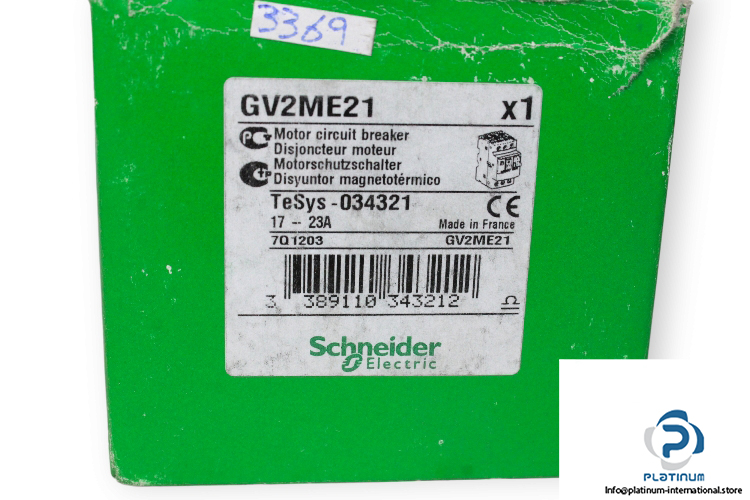 3369
GV2ME21 x1
Motor circuit breaker
Disjoncteur moteur
Motorschutzschalter
Disyuntor magnetotérmico
TeSys - 034321 CE
17 - 23A Made in France
7Q1203 GV2ME21
3 389110 343212
Schneider
Electric
PLATINUM
Info@platinum-international.store